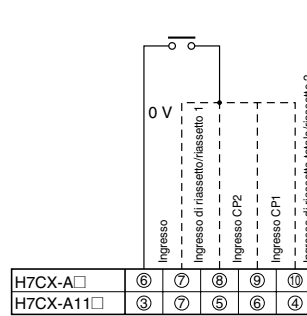 0 V
Ingresso
Ingresso di riassetto/riassetto 1
Ingresso CP2
Ingresso CP1
Ingresso di riassetto totale/riassetto 2
H7CX-A□ ⑥ ⑦ ⑧ ⑨ ⑩
H7CX-A11□ ③ ⑦ ⑤ ⑥ ④